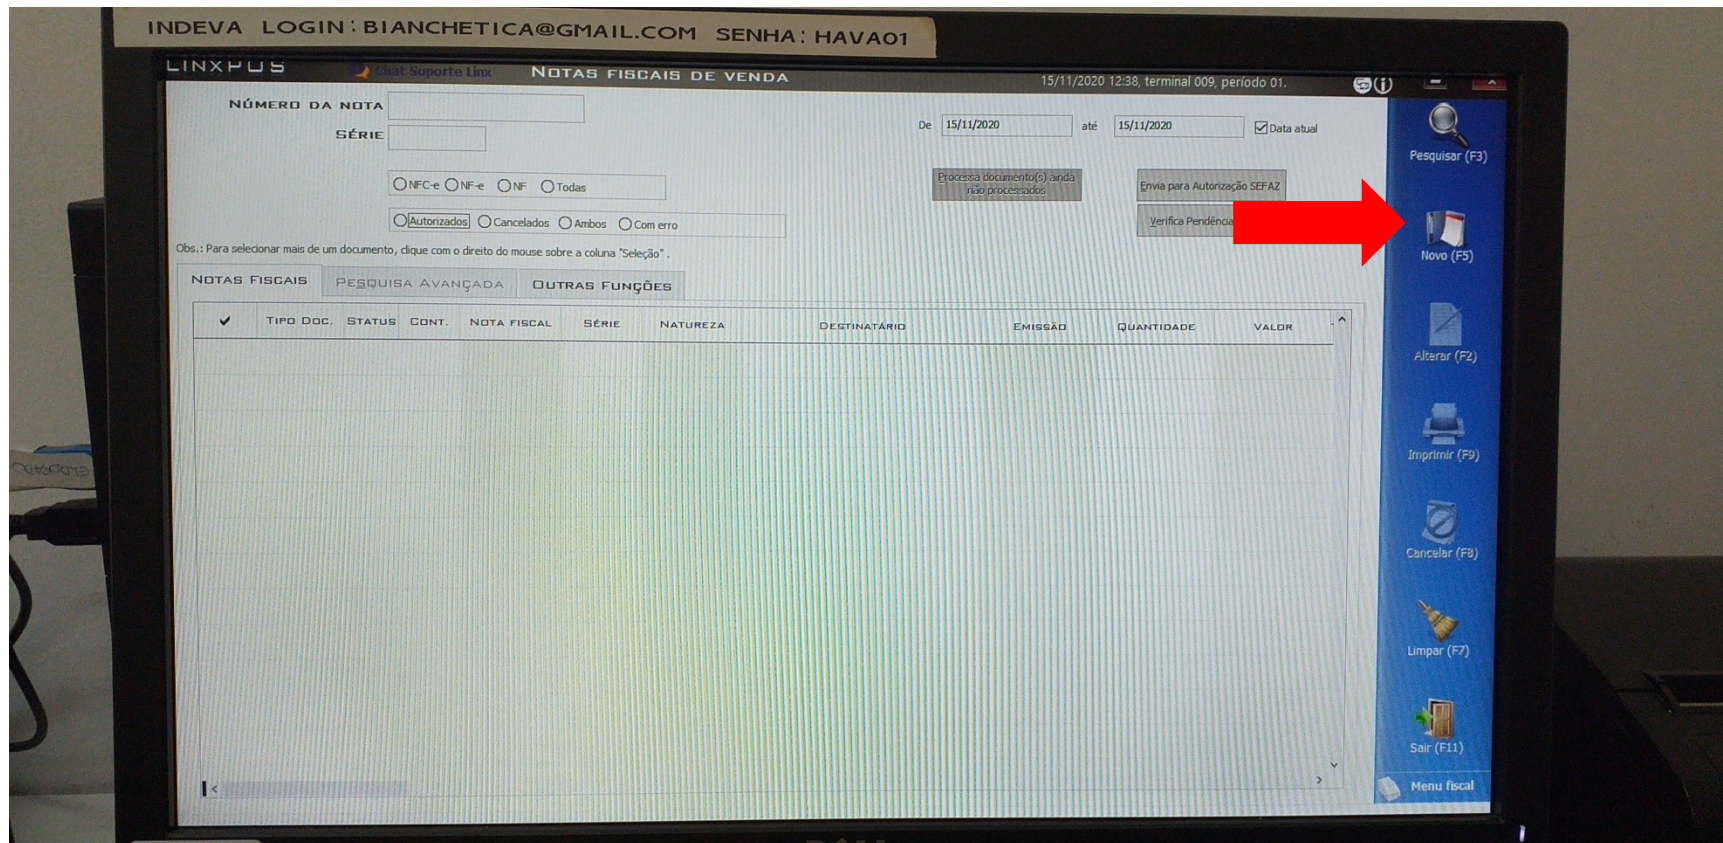 INDEVA LOGIN: BIANCHETICA@GMAIL.COM SENHA: HAVA01
LINXPOS Chat Suporte Linx NOTAS FISCAIS DE VENDA 15/11/2020 12:38, terminal 009, período 01.
NÚMERO DA NOTA
SÉRIE
De 15/11/2020 até 15/11/2020 Data atual
NFC-e NF-e NF Todas
Processa documento(s) ainda não processados
Envia para Autorização SEFAZ
Autorizados Cancelados Ambos Com erro
Verifica Pendência
Obs.: Para selecionar mais de um documento, clique com o direito do mouse sobre a coluna "Seleção" .
NOTAS FISCAIS PESQUISA AVANÇADA OUTRAS FUNÇÕES
TIPO DOC. STATUS CONT. NOTA FISCAL SÉRIE NATUREZA DESTINATÁRIO EMISSÃO QUANTIDADE VALOR
Pesquisar (F3)
Novo (F5)
Alterar (F2)
Imprimir (F9)
Cancelar (F8)
Limpar (F7)
Sair (F11)
Menu fiscal